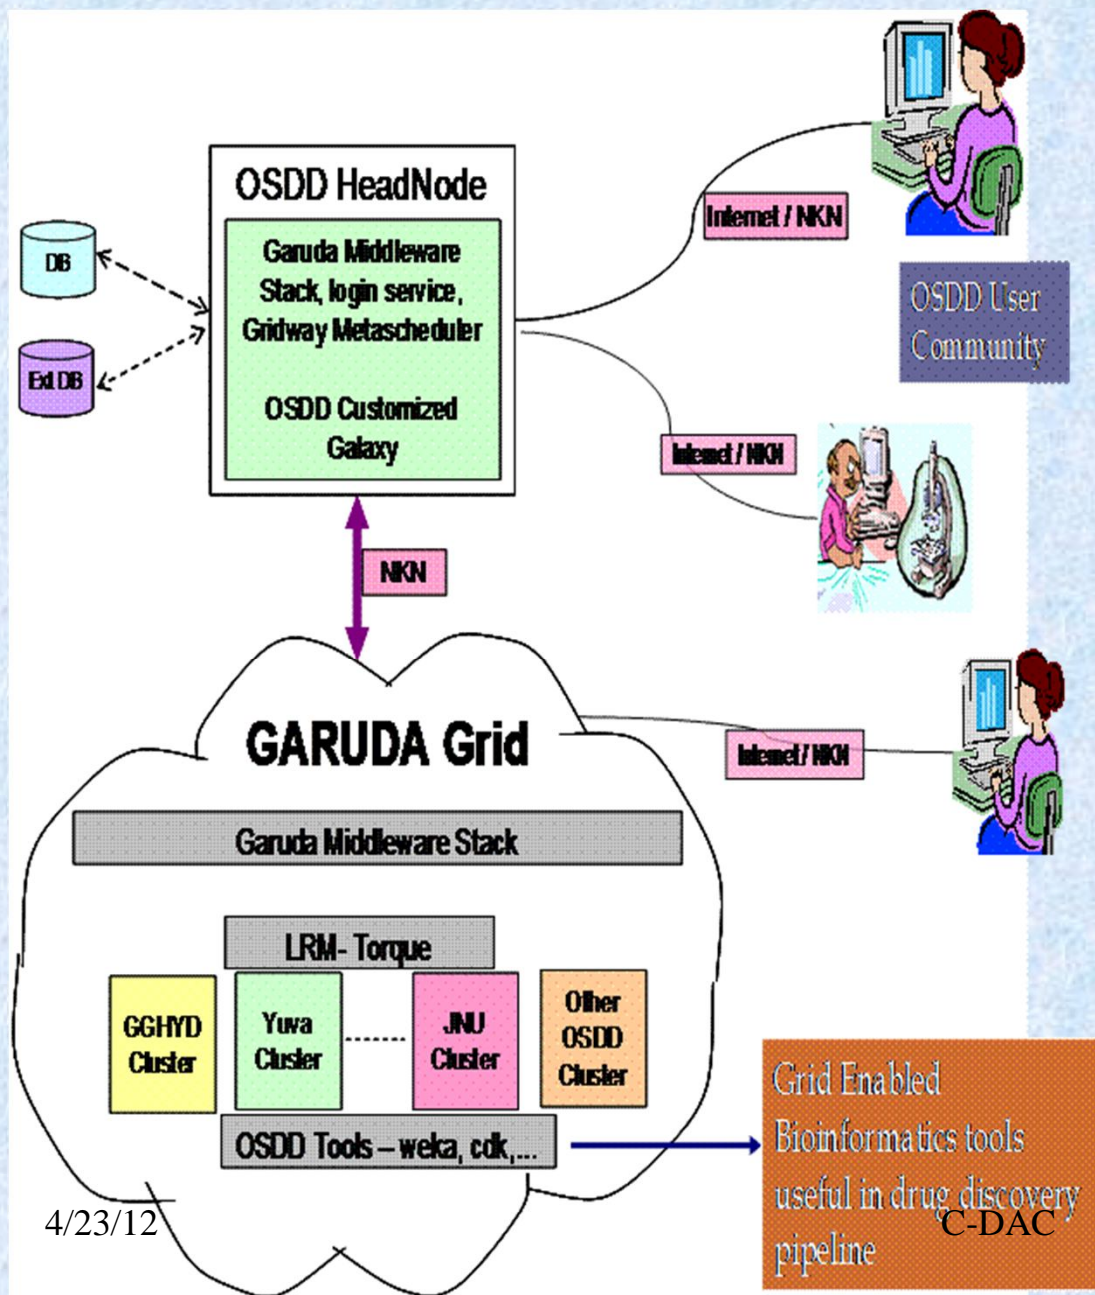 OSDD HeadNode
Garuda Middleware
Stack, login service,
Gridway Metascheduler
OSDD Customized
Galaxy
DB
Ext DB
Internet / NKN
OSDD User
Community
Internet / NKN
NKN
GARUDA Grid
Internet / NKN
Garuda Middleware Stack
LRM- Torque
GGHYD
Cluster
Yuva
Cluster
JNU
Cluster
Other
OSDD
Cluster
OSDD Tools – weka, cdk,...
Grid Enabled
Bioinformatics tools
useful in drug discovery
pipeline
4/23/12
C-DAC